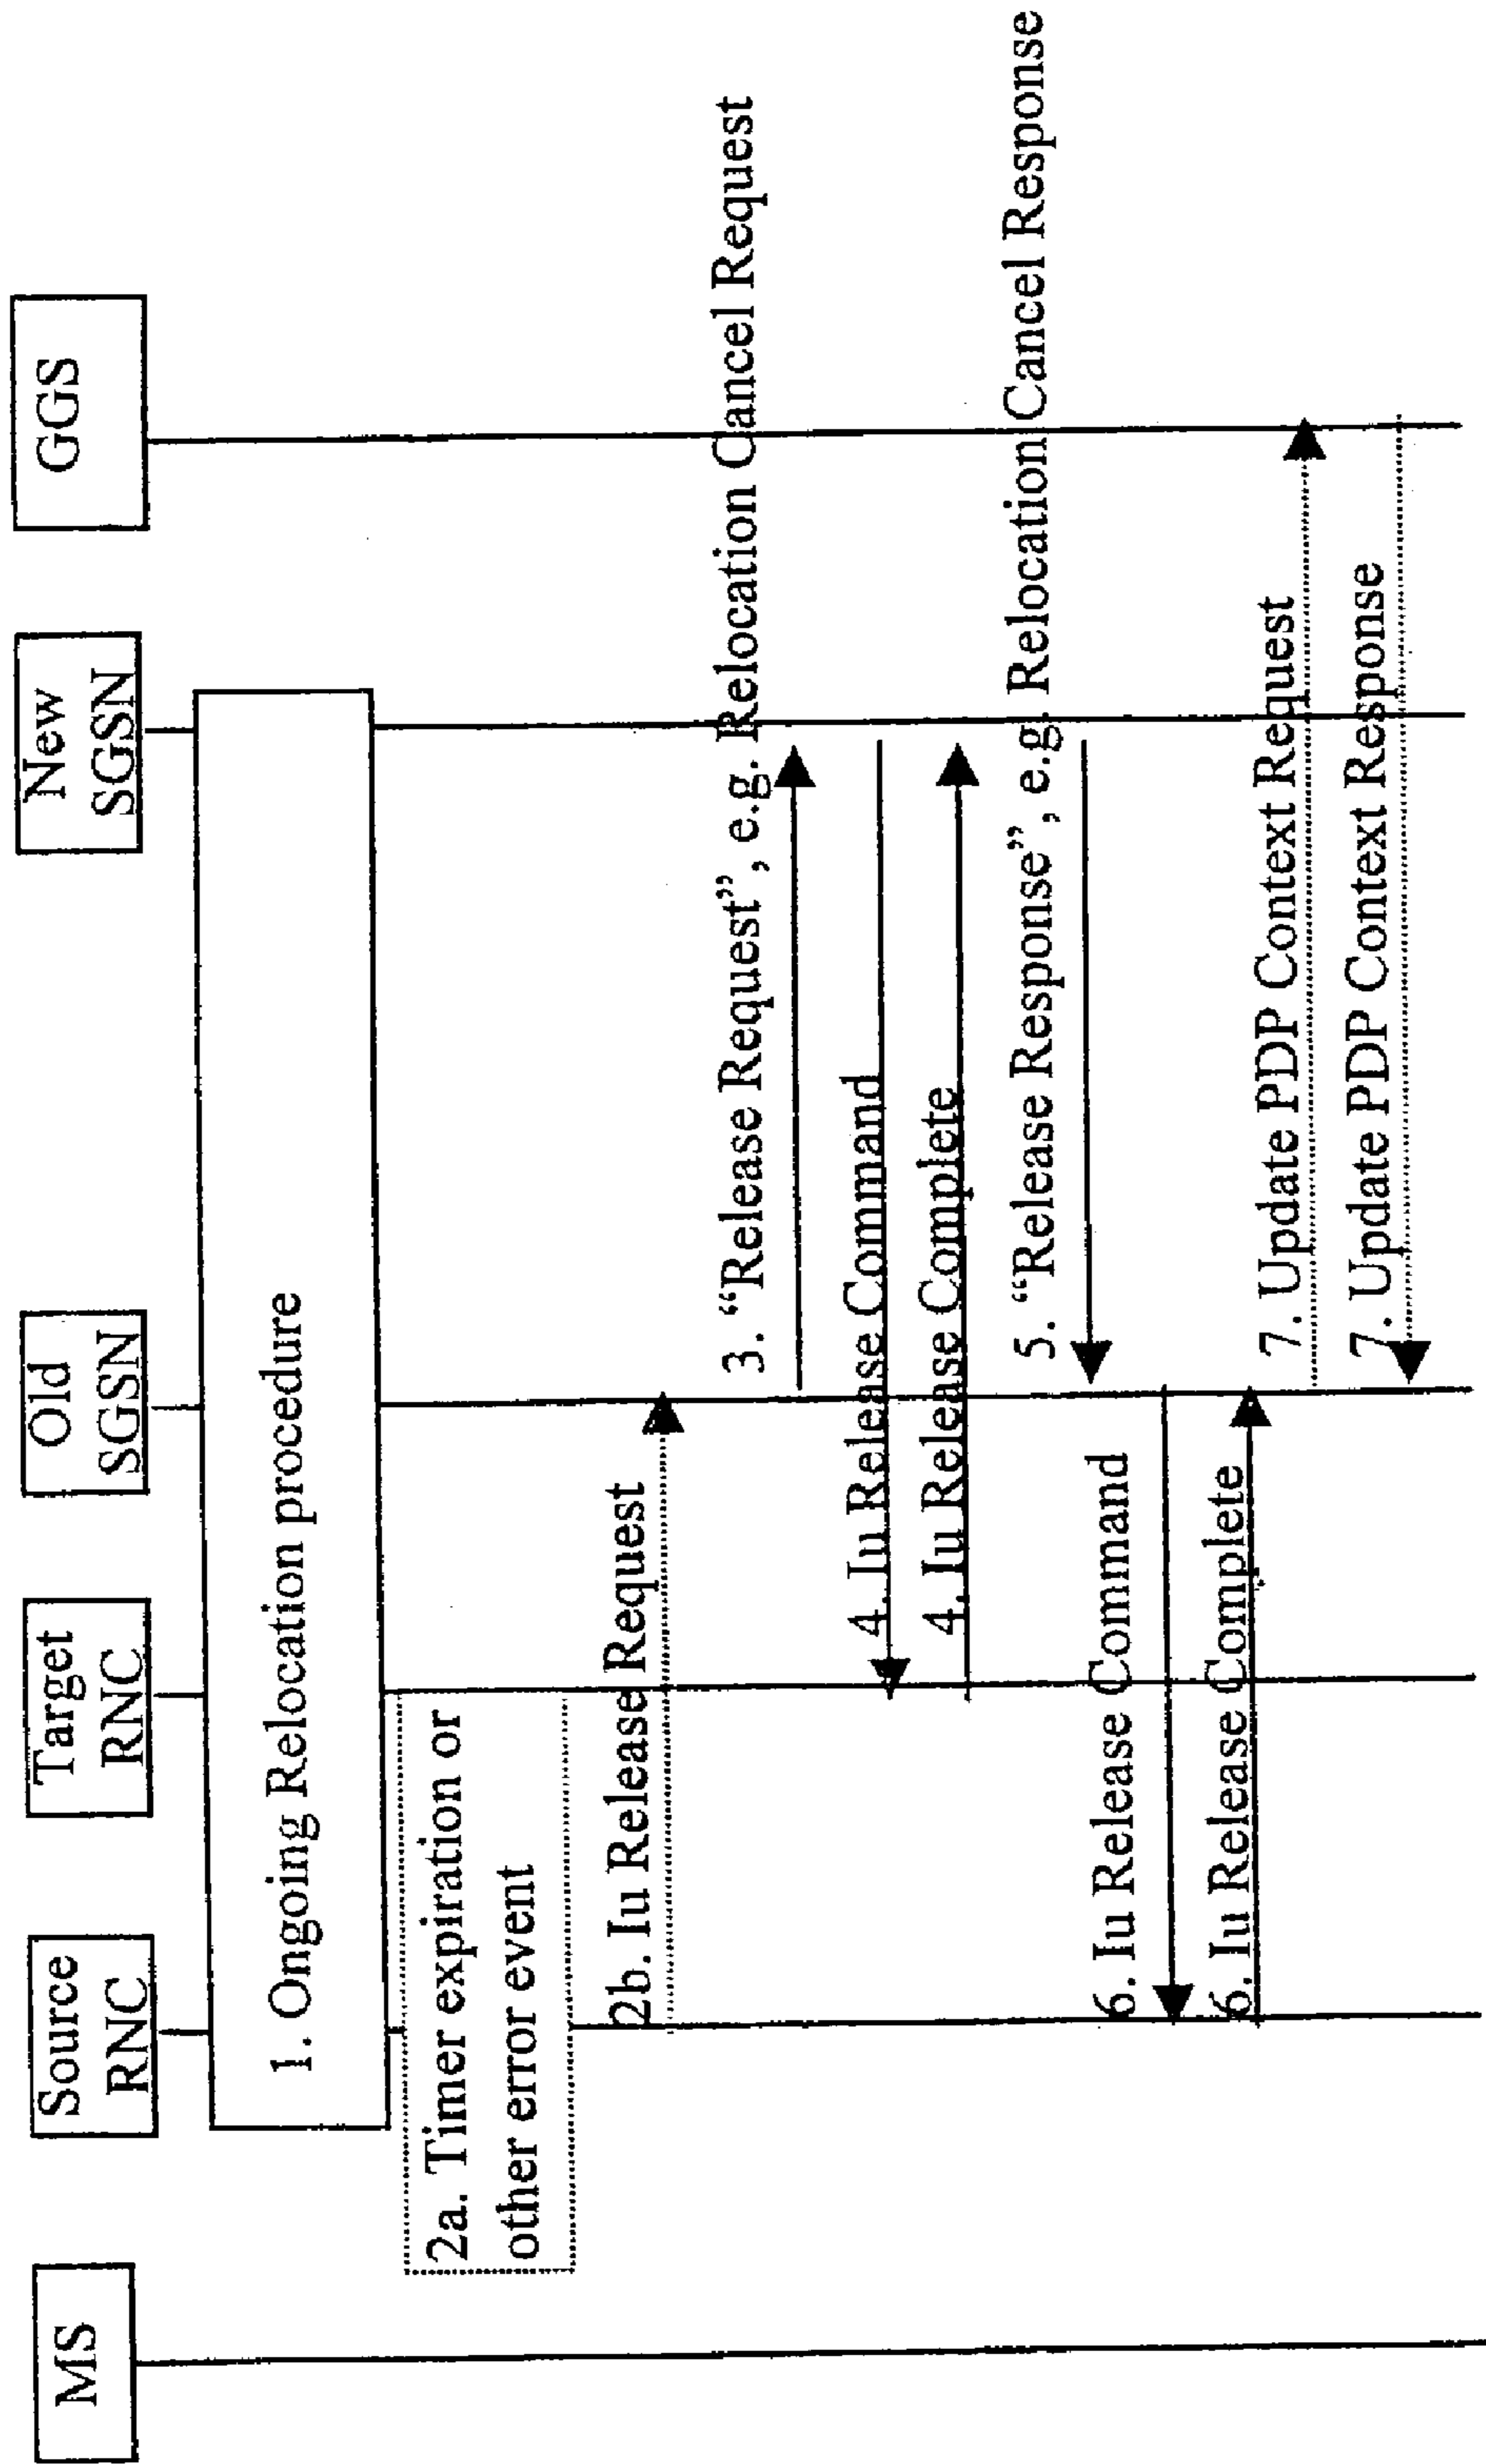 MS
Source
RNC
Target
RNC
Old
SGSN
New
SGSN
GGS
1. Ongoing Relocation procedure
2a. Timer expiration or
other error event
2b. Iu Release Request
3. “Release Request”, e.g. Relocation Cancel Request
4. Iu Release Command
4. Iu Release Complete
5. “Release Response”, e.g. Relocation Cancel Response
6. Iu Release Command
6. Iu Release Complete
7. Update PDP Context Request
7. Update PDP Context Response